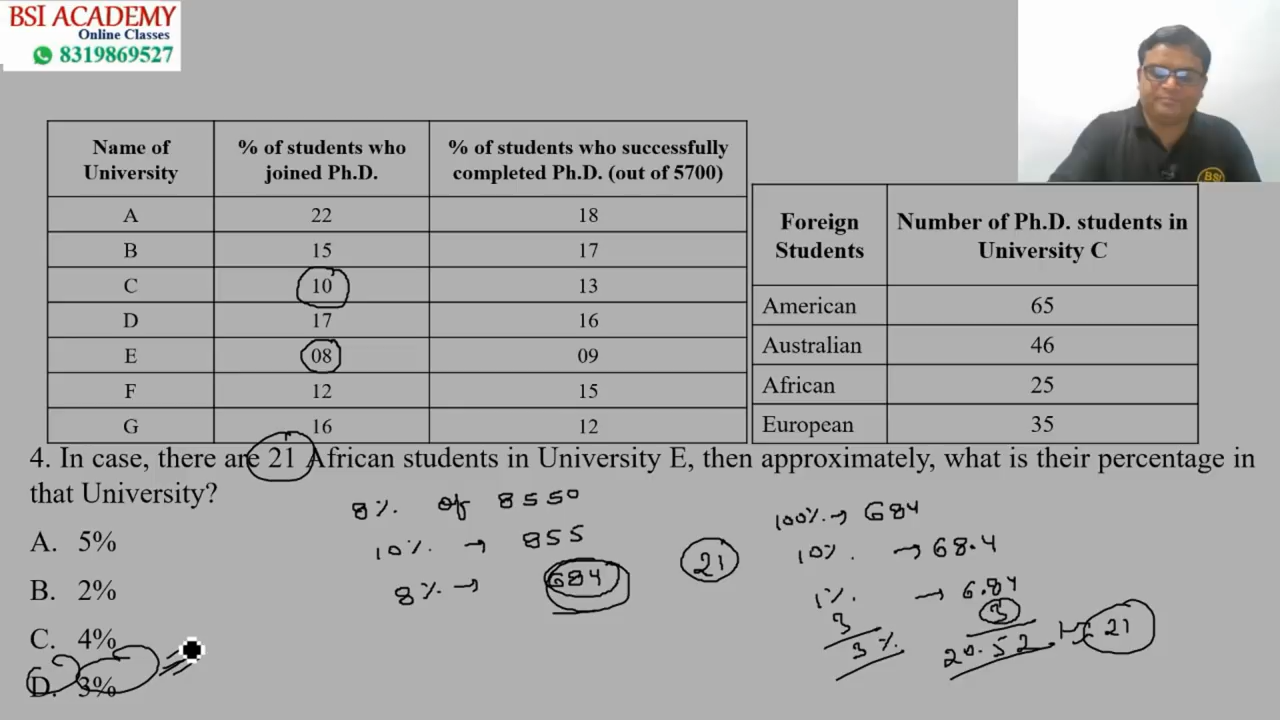 BSI ACADEMY
Online Classes
8319869527
Name of University | % of students who joined Ph.D. | % of students who successfully completed Ph.D. (out of 5700)
A | 22 | 18
B | 15 | 17
C | 10 | 13
D | 17 | 16
E | 08 | 09
F | 12 | 15
G | 16 | 12
Foreign Students | Number of Ph.D. students in University C
American | 65
Australian | 46
African | 25
European | 35
BSI
4. In case, there are 21 African students in University E, then approximately, what is their percentage in
that University?
A. 5%
B. 2%
C. 4%
D. 3%
8% of 8550
10% → 855
8% → 684
21
100% → 684
10% → 68.4
1% → 6.84
3 3
3% 20.52 21